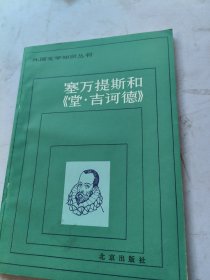 外国文学知识丛书
塞万提斯和
《堂·吉诃德》
北京出版社